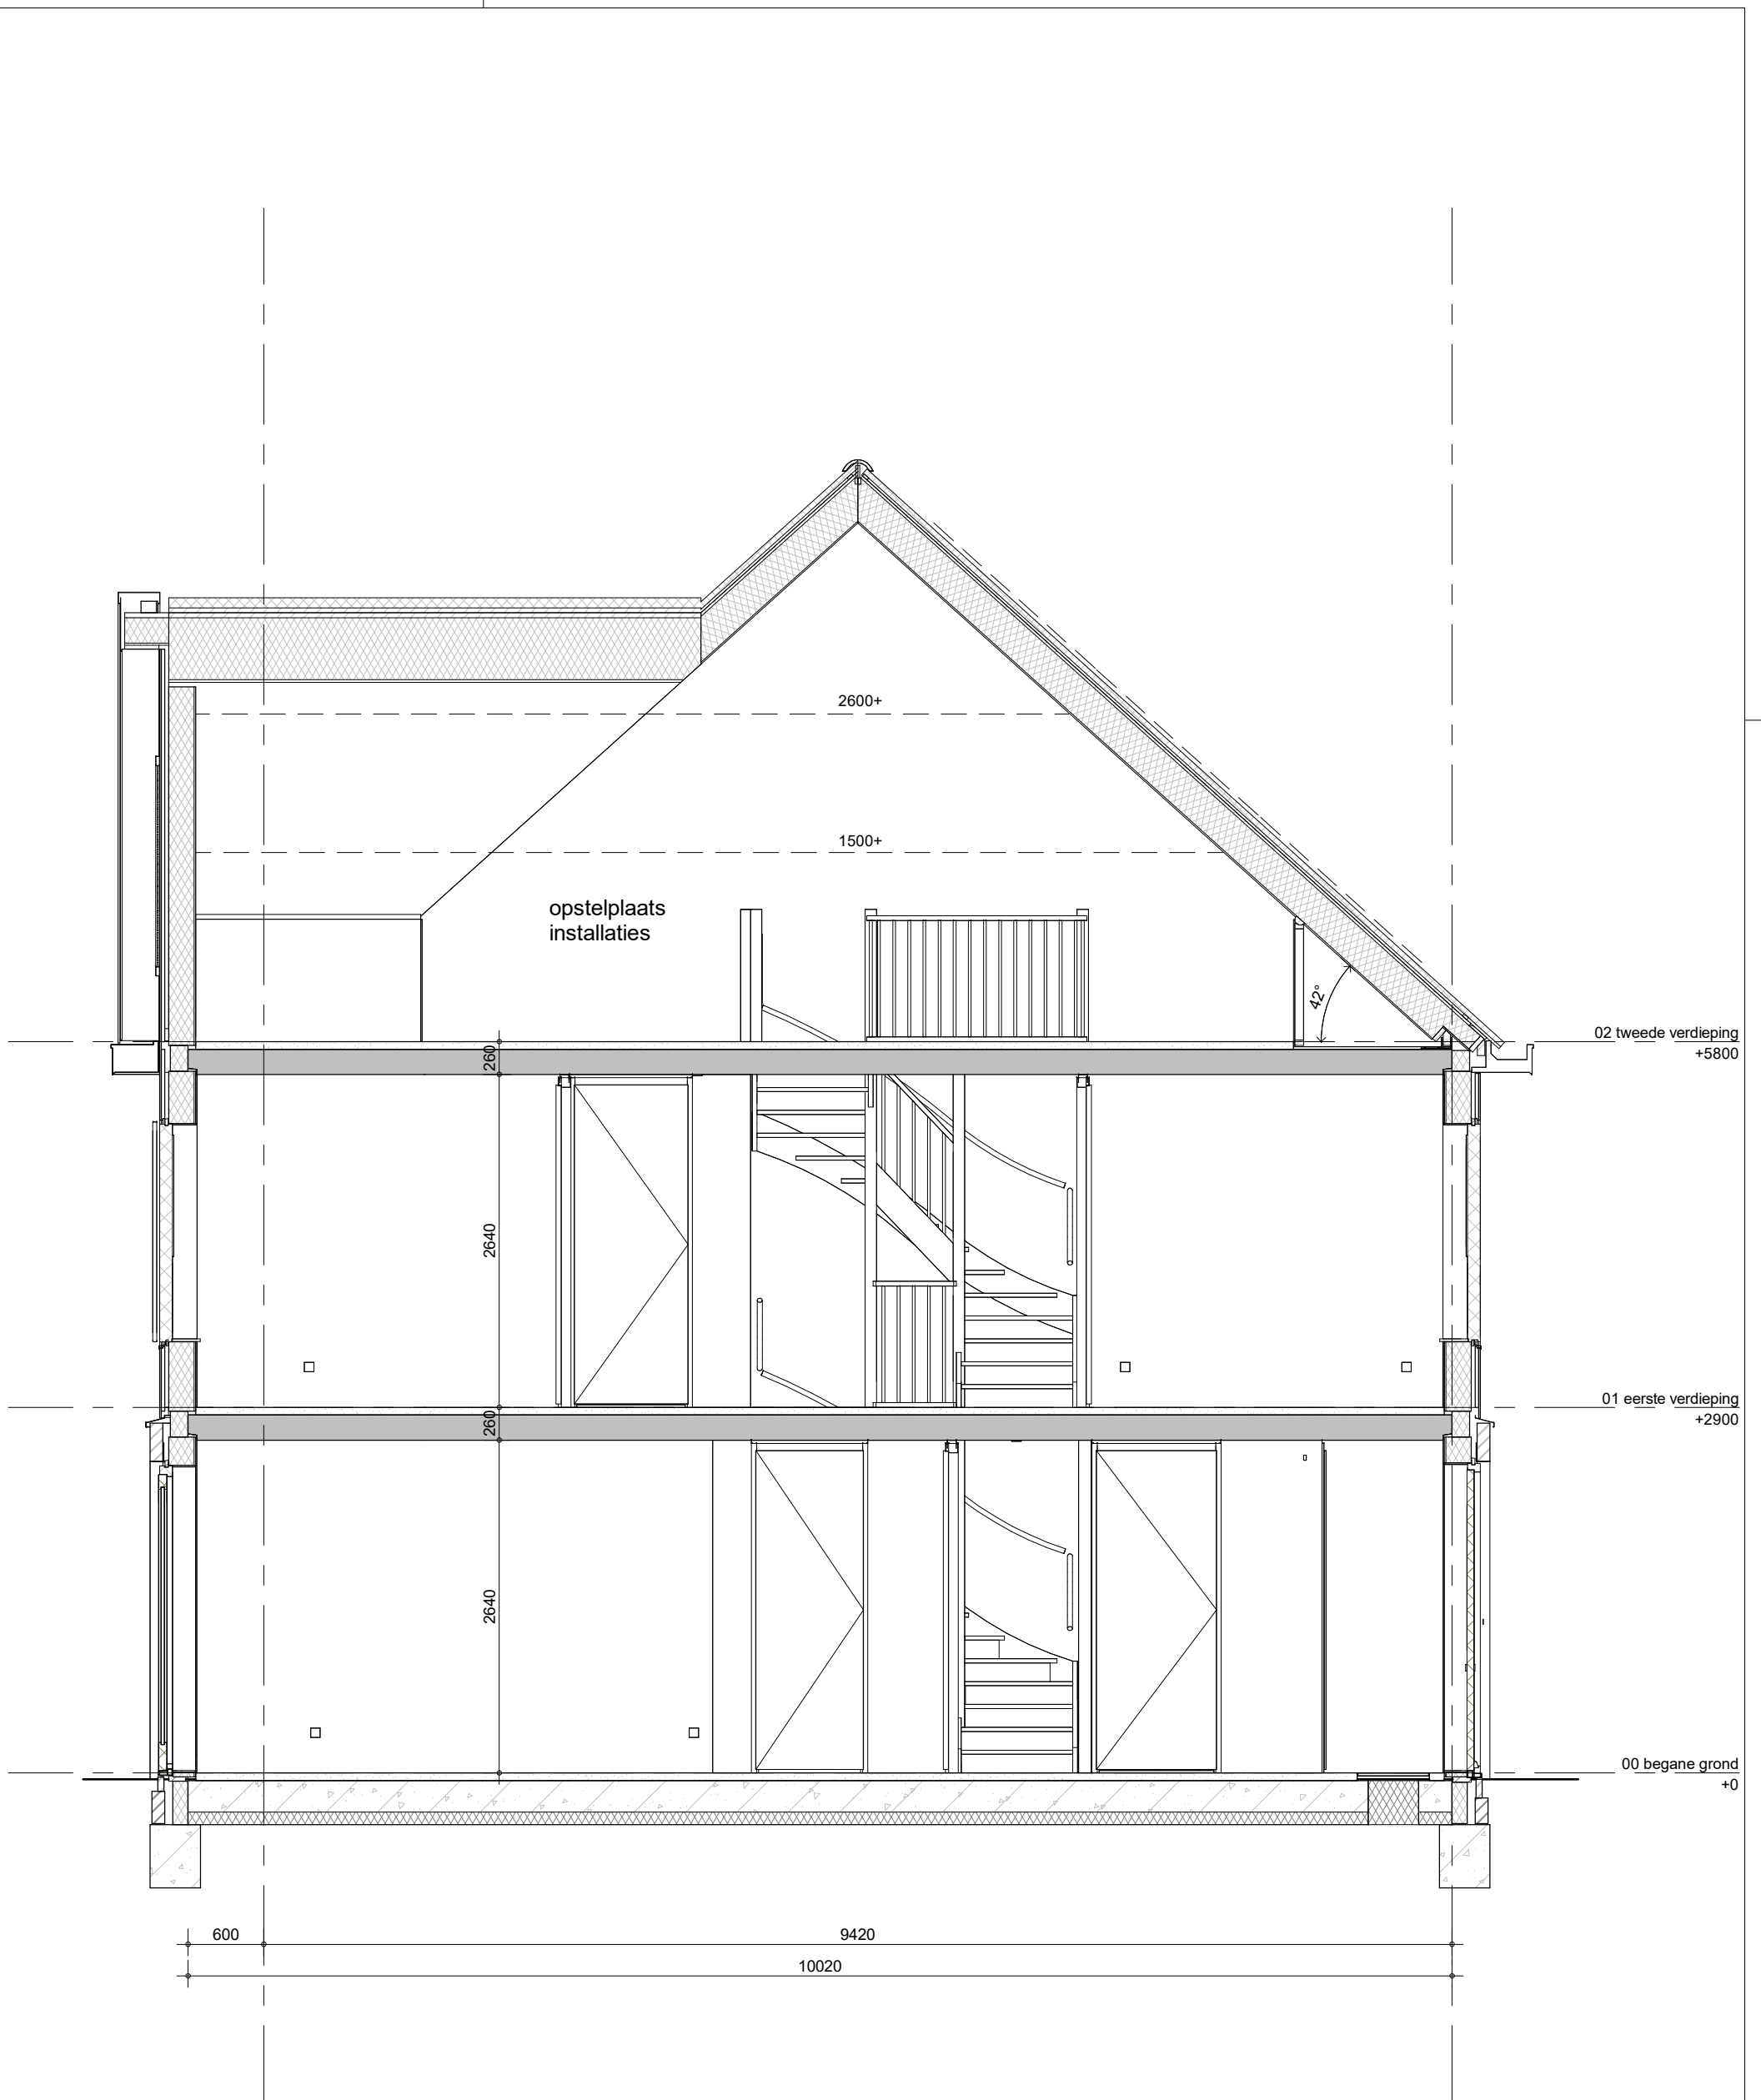 2600+
1500+
opstelplaats
installaties
42°
02 tweede verdieping
+5800
260
2640
01 eerste verdieping
+2900
260
2640
00 begane grond
+0
600
9420
10020